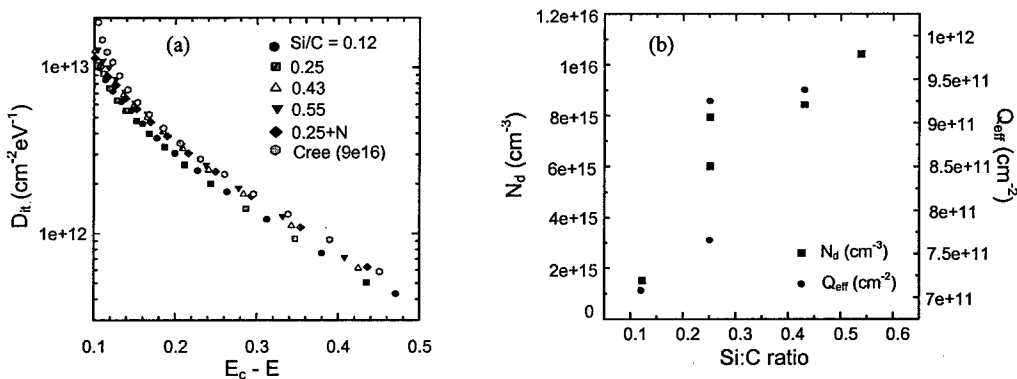 (a)
Si/C = 0.12
0.25
0.43
0.55
0.25+N
Cree (9e16)
1e+13
1e+12
D_it. (cm⁻²eV⁻¹)
0.1 0.2 0.3 0.4 0.5
E_c - E
(b)
1.2e+16
1e+16
8e+15
6e+15
4e+15
2e+15
0
N_d (cm⁻³)
1e+12
9.5e+11
9e+11
8.5e+11
8e+11
7.5e+11
7e+11
Q_eff (cm⁻²)
N_d (cm⁻³)
Q_eff (cm⁻²)
0.1 0.2 0.3 0.4 0.5 0.6
Si:C ratio